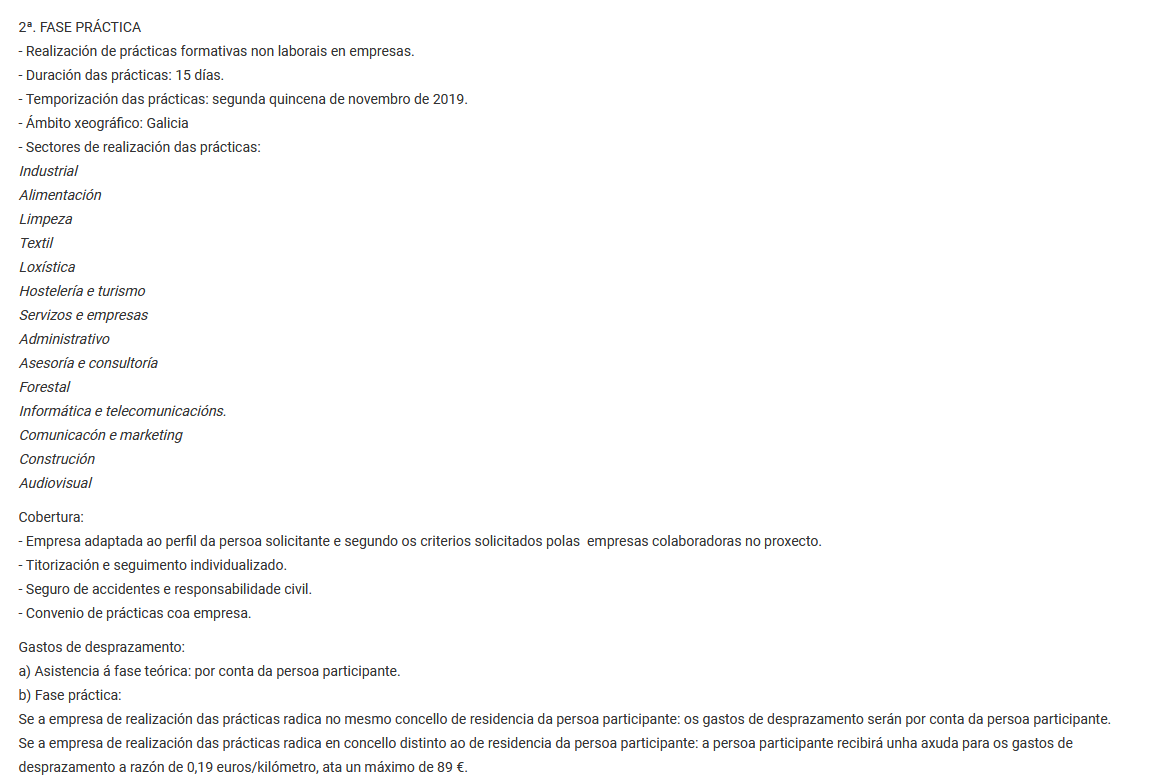 2ª. FASE PRÁCTICA
- Realización de prácticas formativas non laborais en empresas.
- Duración das prácticas: 15 días.
- Temporización das prácticas: segunda quincena de novembro de 2019.
- Ámbito xeográfico: Galicia
- Sectores de realización das prácticas:
Industrial
Alimentación
Limpeza
Textil
Loxística
Hostelería e turismo
Servizos e empresas
Administrativo
Asesoría e consultoría
Forestal
Informática e telecomunicacións.
Comunicacón e marketing
Construción
Audiovisual
Cobertura:
- Empresa adaptada ao perfil da persoa solicitante e segundo os criterios solicitados polas  empresas colaboradoras no proxecto.
- Titorización e seguimento individualizado.
- Seguro de accidentes e responsabilidade civil.
- Convenio de prácticas coa empresa.
Gastos de desprazamento:
a) Asistencia á fase teórica: por conta da persoa participante.
b) Fase práctica:
Se a empresa de realización das prácticas radica no mesmo concello de residencia da persoa participante: os gastos de desprazamento serán por conta da persoa participante.
Se a empresa de realización das prácticas radica en concello distinto ao de residencia da persoa participante: a persoa participante recibirá unha axuda para os gastos de
desprazamento a razón de 0,19 euros/kilómetro, ata un máximo de 89 €.